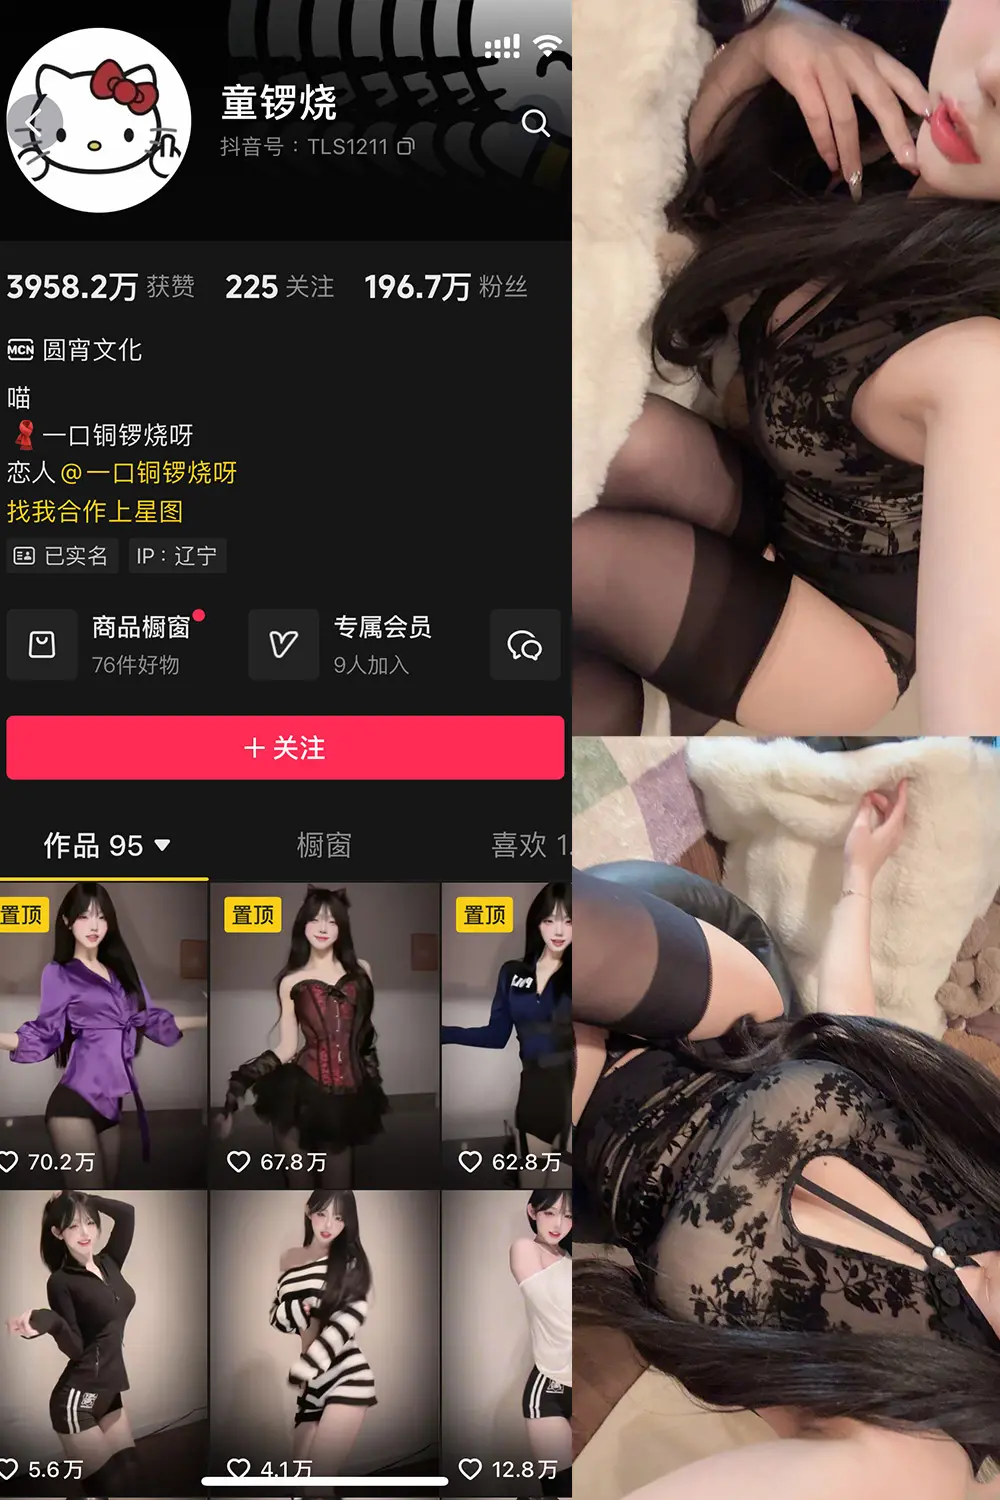 童锣烧
抖音号：TLS1211
3958.2万 获赞 225 关注 196.7万 粉丝
MCN 圆宵文化
喵
一口铜锣烧呀
恋人@一口铜锣烧呀
找我合作上星图
已实名 IP：辽宁
商品橱窗 专属会员
76件好物 9人加入
+ 关注
作品 95 橱窗 喜欢 1.
置顶 置顶 置顶
70.2万 67.8万 62.8万
5.6万 4.1万 12.8万